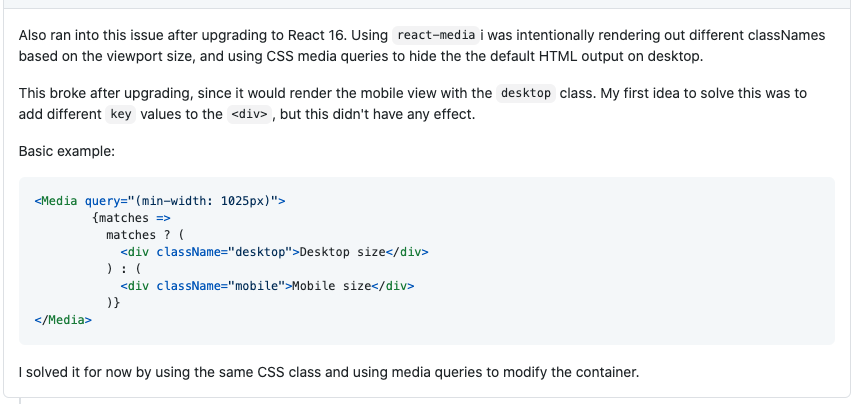 Also ran into this issue after upgrading to React 16. Using react-media i was intentionally rendering out different classNames
based on the viewport size, and using CSS media queries to hide the the default HTML output on desktop.
This broke after upgrading, since it would render the mobile view with the desktop class. My first idea to solve this was to
add different key values to the <div>, but this didn't have any effect.
Basic example:
<Media query="(min-width: 1025px)">
        {matches =>
          matches ? (
            <div className="desktop">Desktop size</div>
          ) : (
            <div className="mobile">Mobile size</div>
          )}
</Media>
I solved it for now by using the same CSS class and using media queries to modify the container.